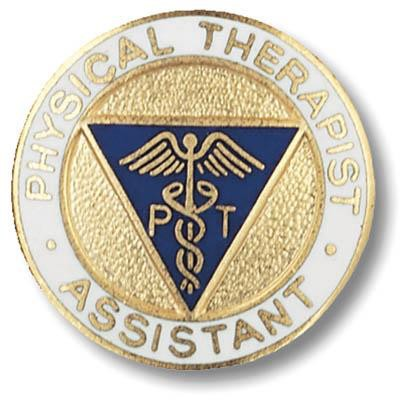 PHYSICAL THERAPIST
P T
ASSISTANT